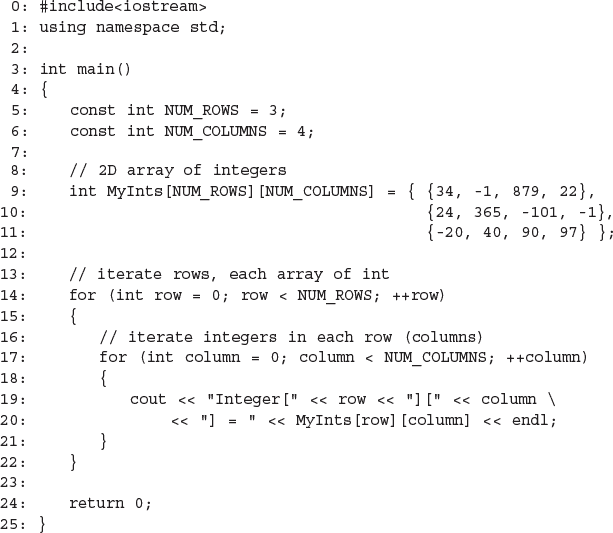 0: #include<iostream>
1: using namespace std;
2:
3: int main()
4: {
5:    const int NUM_ROWS = 3;
6:    const int NUM_COLUMNS = 4;
7:
8:    // 2D array of integers
9:    int MyInts[NUM_ROWS][NUM_COLUMNS] = { {34, -1, 879, 22},
10:                                         {24, 365, -101, -1},
11:                                         {-20, 40, 90, 97} };
12:
13:    // iterate rows, each array of int
14:    for (int row = 0; row < NUM_ROWS; ++row)
15:    {
16:       // iterate integers in each row (columns)
17:       for (int column = 0; column < NUM_COLUMNS; ++column)
18:       {
19:          cout << "Integer[" << row << "][" << column \
20:              << "] = " << MyInts[row][column] << endl;
21:       }
22:    }
23:
24:    return 0;
25: }